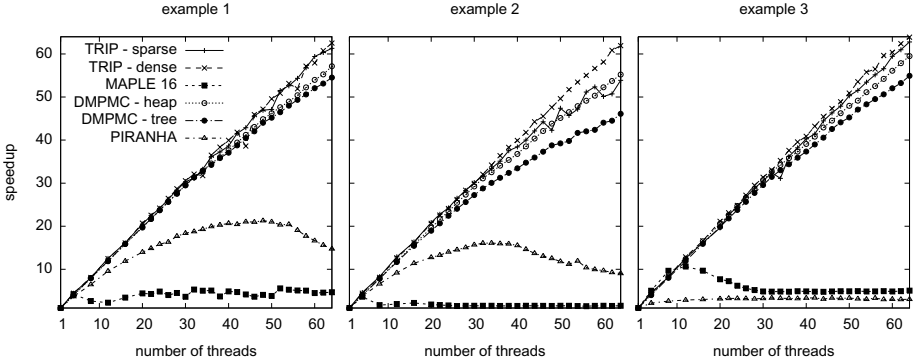 example 1
example 2
example 3
TRIP - sparse
TRIP - dense
MAPLE 16
DMPMC - heap
DMPMC - tree
PIRANHA
speedup
60
50
40
30
20
10
1
1 10 20 30 40 50 60
1 10 20 30 40 50 60
1 10 20 30 40 50 60
number of threads
number of threads
number of threads